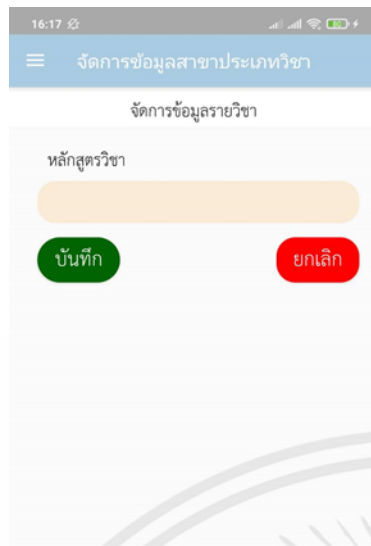 16:17
จัดการข้อมูลสาขาประเภทวิชา
จัดการข้อมูลรายวิชา
หลักสูตรวิชา
บันทึก
ยกเลิก